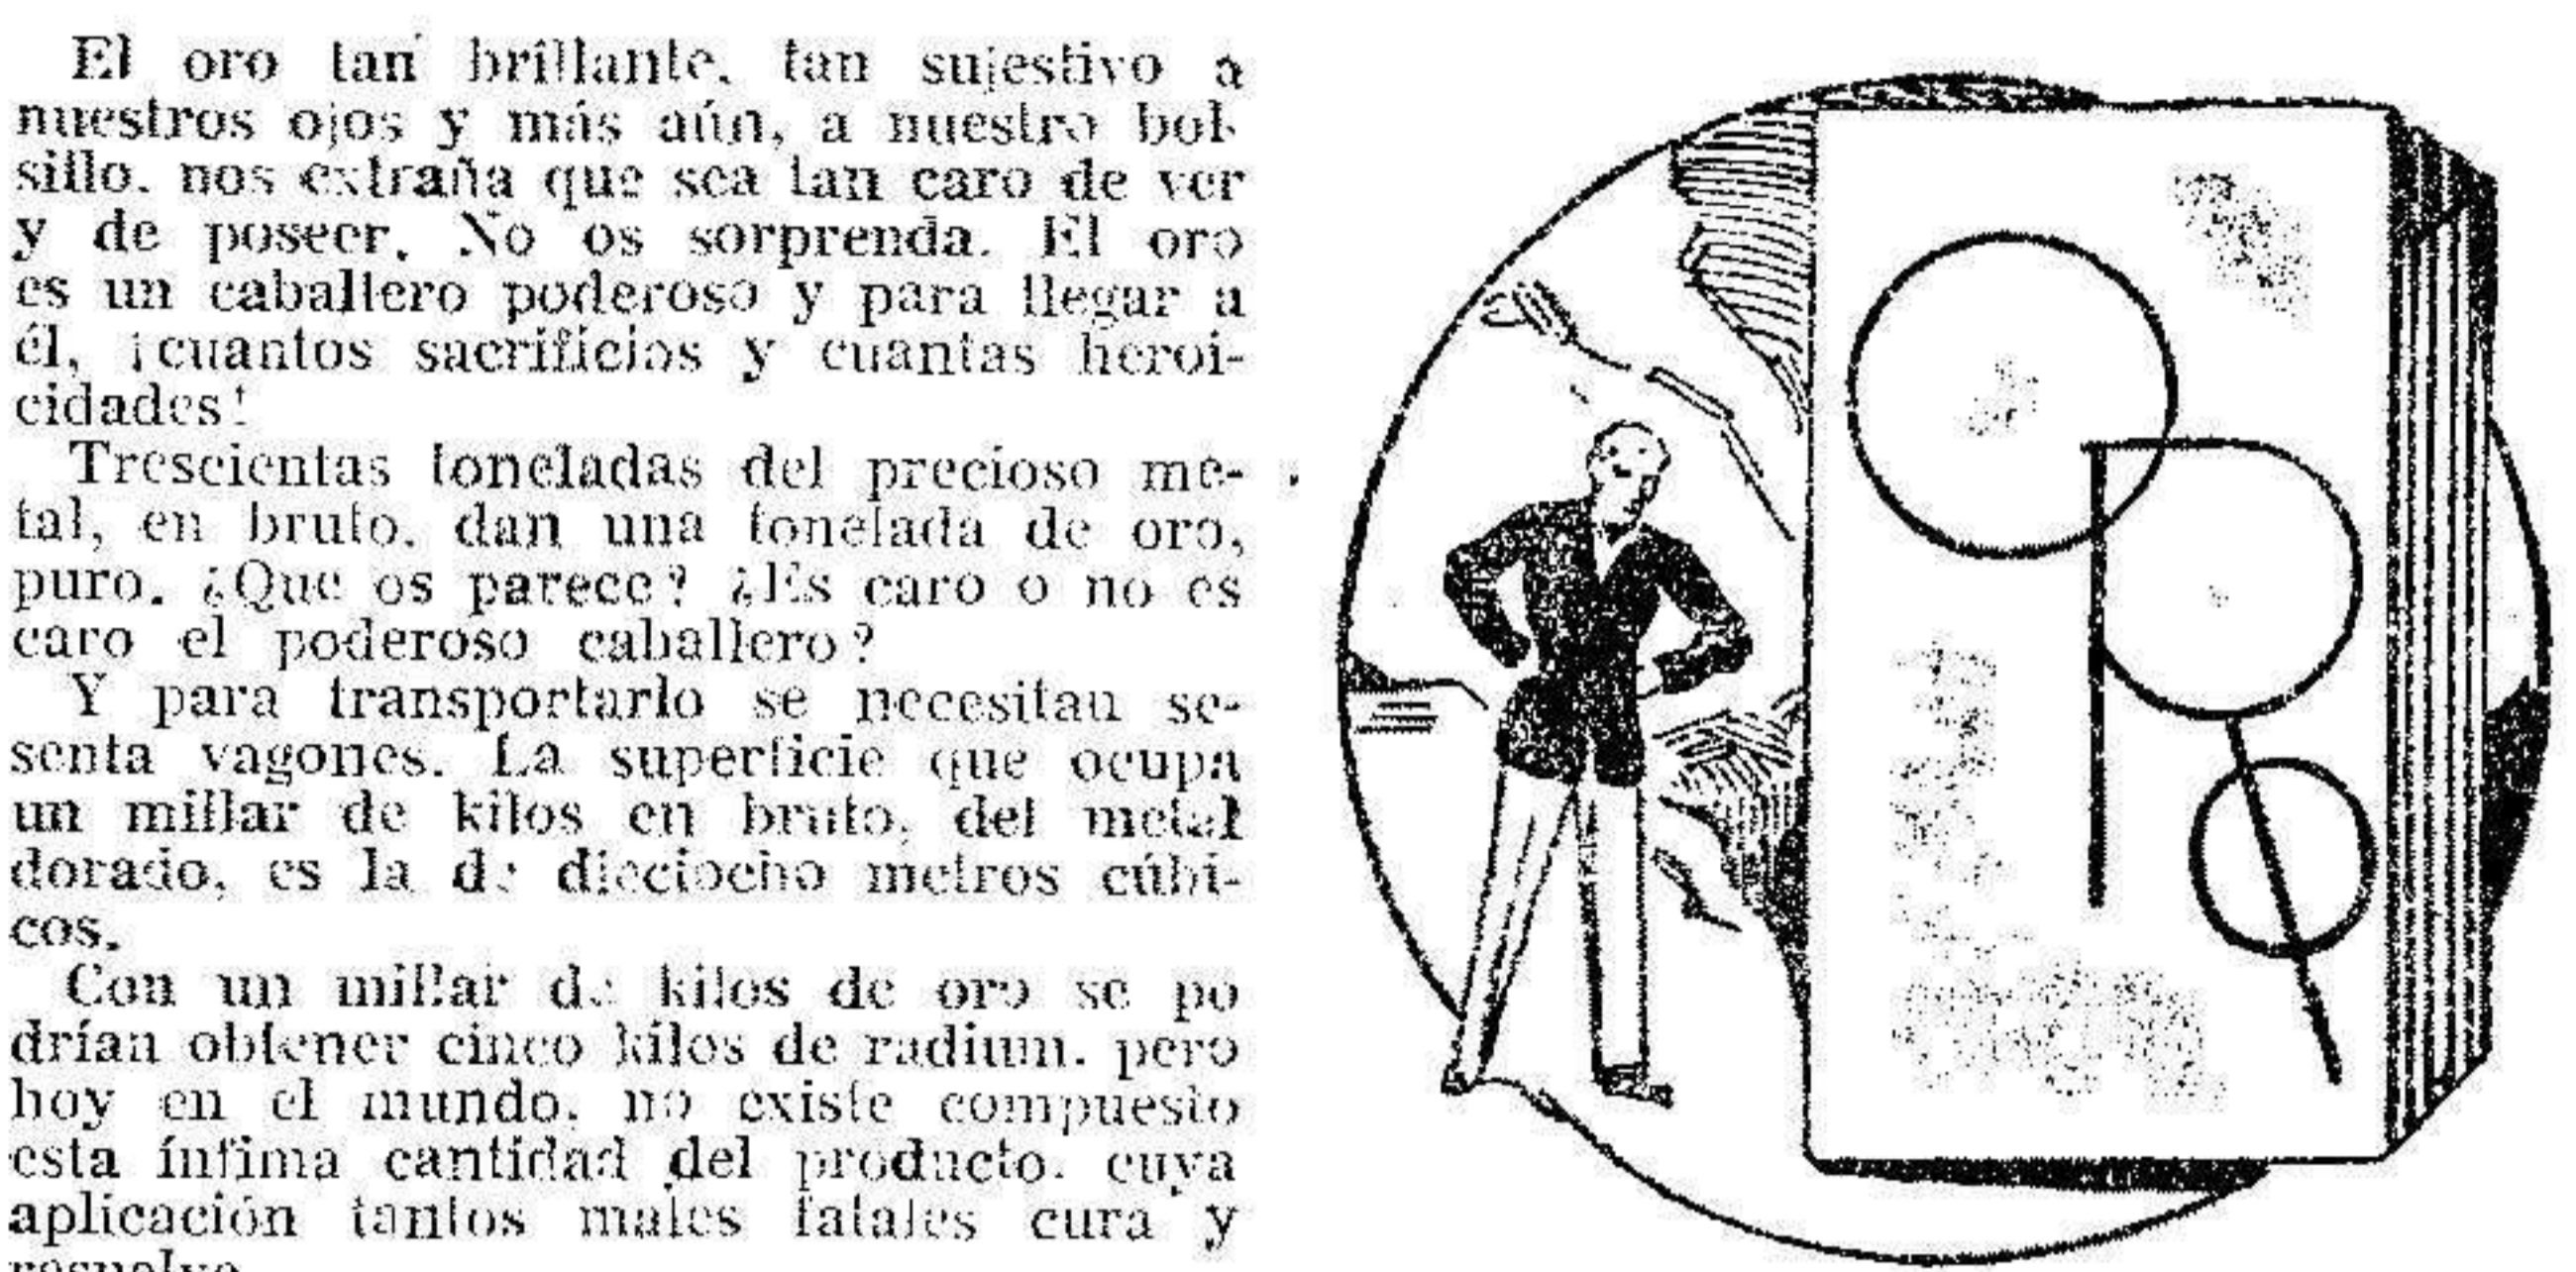 El oro tan brillante, tan sujestivo a
nuestros ojos y más aún, a nuestro bol-
sillo, nos extraña que sea tan caro de ver
y de poseer. No os sorprenda. El oro
es un caballero poderoso y para llegar a
él, ¡cuantos sacrificios y cuantas heroi-
cidades!
Trescientas toneladas del precioso me-
tal, en bruto, dan una tonelada de oro,
puro. ¿Que os parece? ¿Es caro o no es
caro el poderoso caballero?
Y para transportarlo se necesitan se-
senta vagones. La superficie que ocupa
un millar de kilos en bruto, del metal
dorado, es la de dieciocho metros cúbi-
cos.
Con un millar de kilos de oro se po
drían obtener cinco kilos de radium, pero
hoy en el mundo, no existe compuesto
esta ínfima cantidad del producto, cuya
aplicación tantos males fatales cura y
resuelve